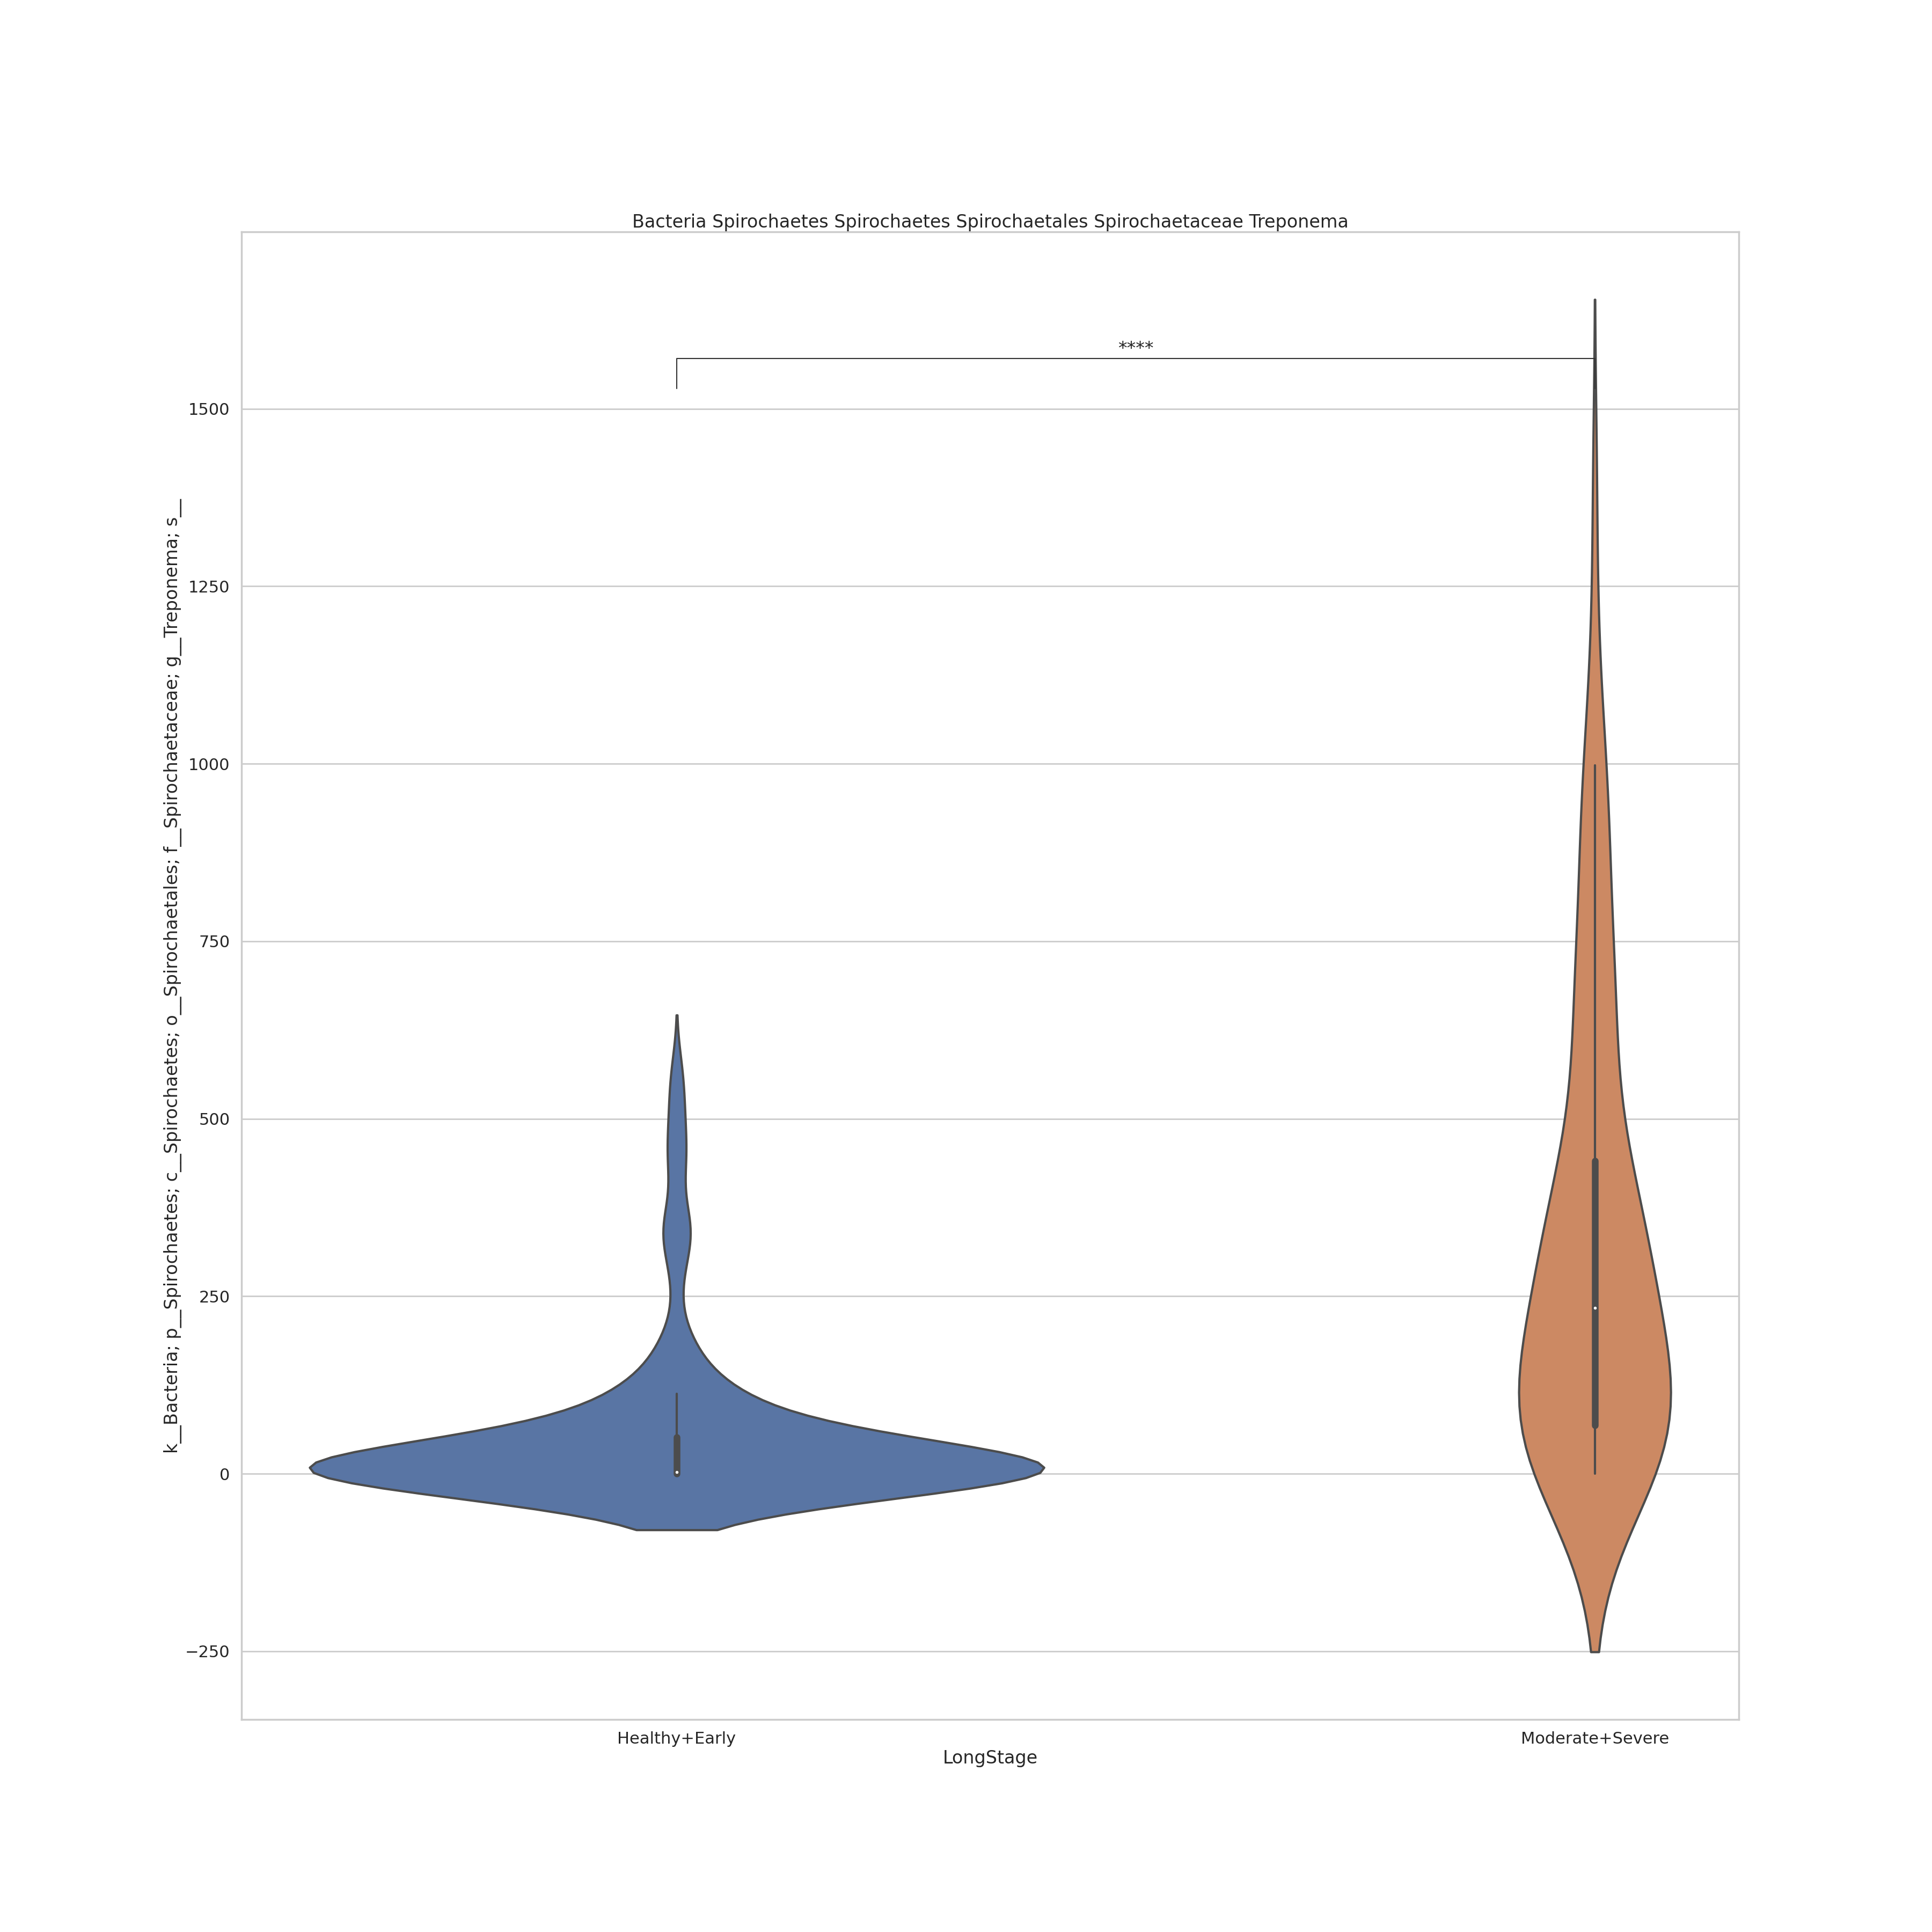 Bacteria Spirochaetes Spirochaetes Spirochaetales Spirochaetaceae Treponema
****
1500
1250
1000
750
500
250
0
−250
k__Bacteria; p__Spirochaetes; c__Spirochaetes; o__Spirochaetales; f__Spirochaetaceae; g__Treponema; s__
Healthy+Early
Moderate+Severe
LongStage